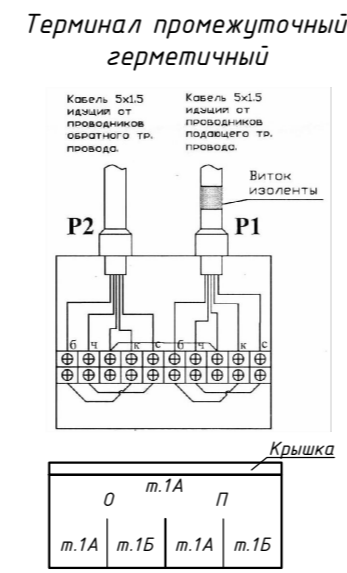 Терминал промежуточный
герметичный
Кабель 5х1.5
идущий от
проводников
обратного тр.
провода.
Кабель 5х1.5
идущий от
проводников
подающего тр.
провода.
Виток
изоленты
P2
P1
б ч к с б ч к с
Крышка
т.1А
О П
т.1А т.1Б т.1А т.1Б